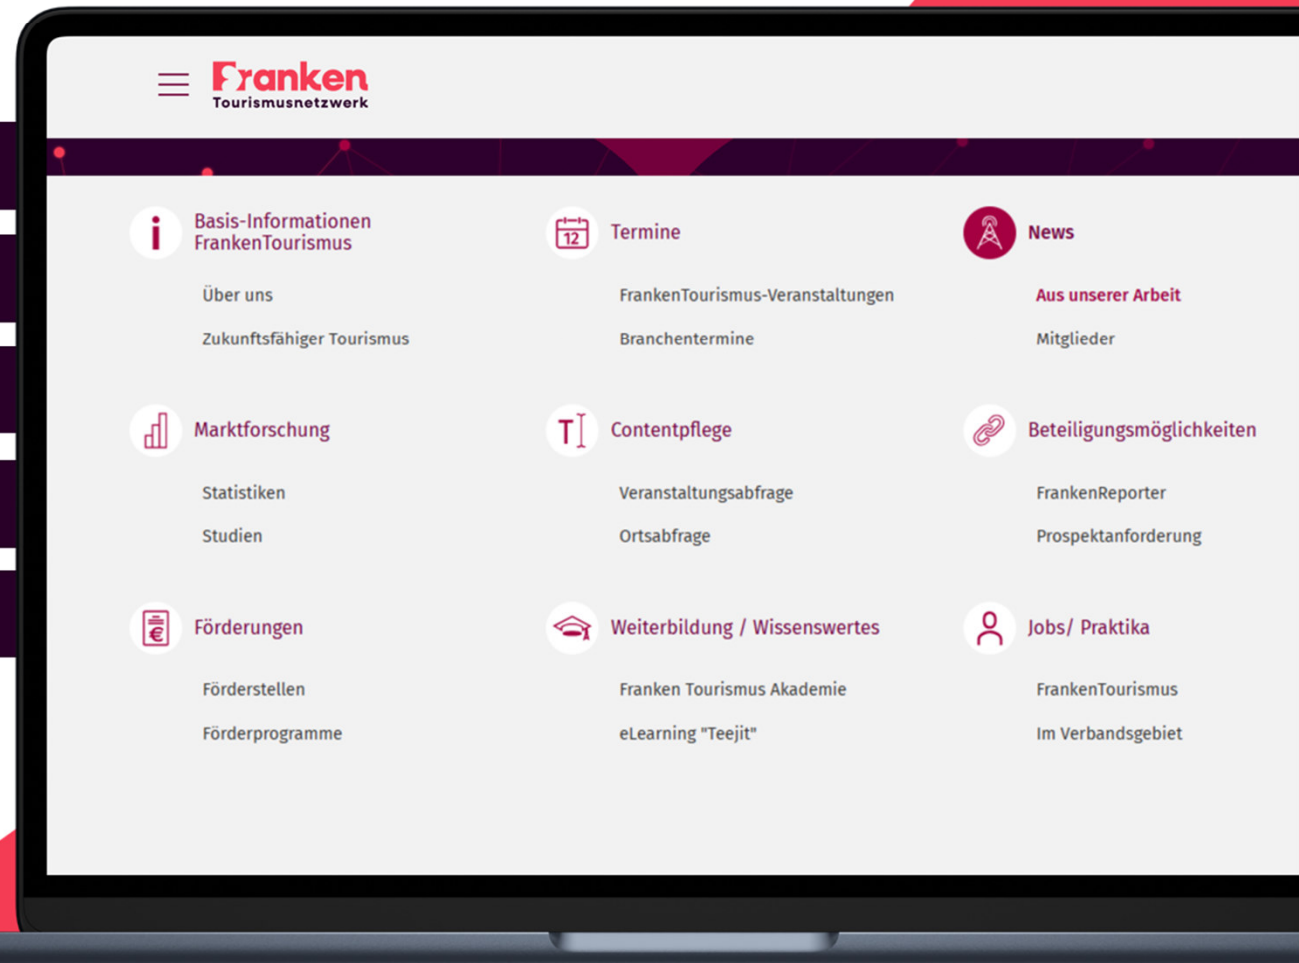 Franken
Tourismusnetzwerk
Basis-Informationen
FrankenTourismus
Über uns
Zukunftsfähiger Tourismus
12
Termine
FrankenTourismus-Veranstaltungen
Branchentermine
News
Aus unserer Arbeit
Mitglieder
Marktforschung
Statistiken
Studien
T
Contentpflege
Veranstaltungsabfrage
Ortsabfrage
Beteiligungsmöglichkeiten
FrankenReporter
Prospektanforderung
€
Förderungen
Förderstellen
Förderprogramme
Weiterbildung / Wissenswertes
Franken Tourismus Akademie
eLearning "Teejit"
Jobs/ Praktika
FrankenTourismus
Im Verbandsgebiet